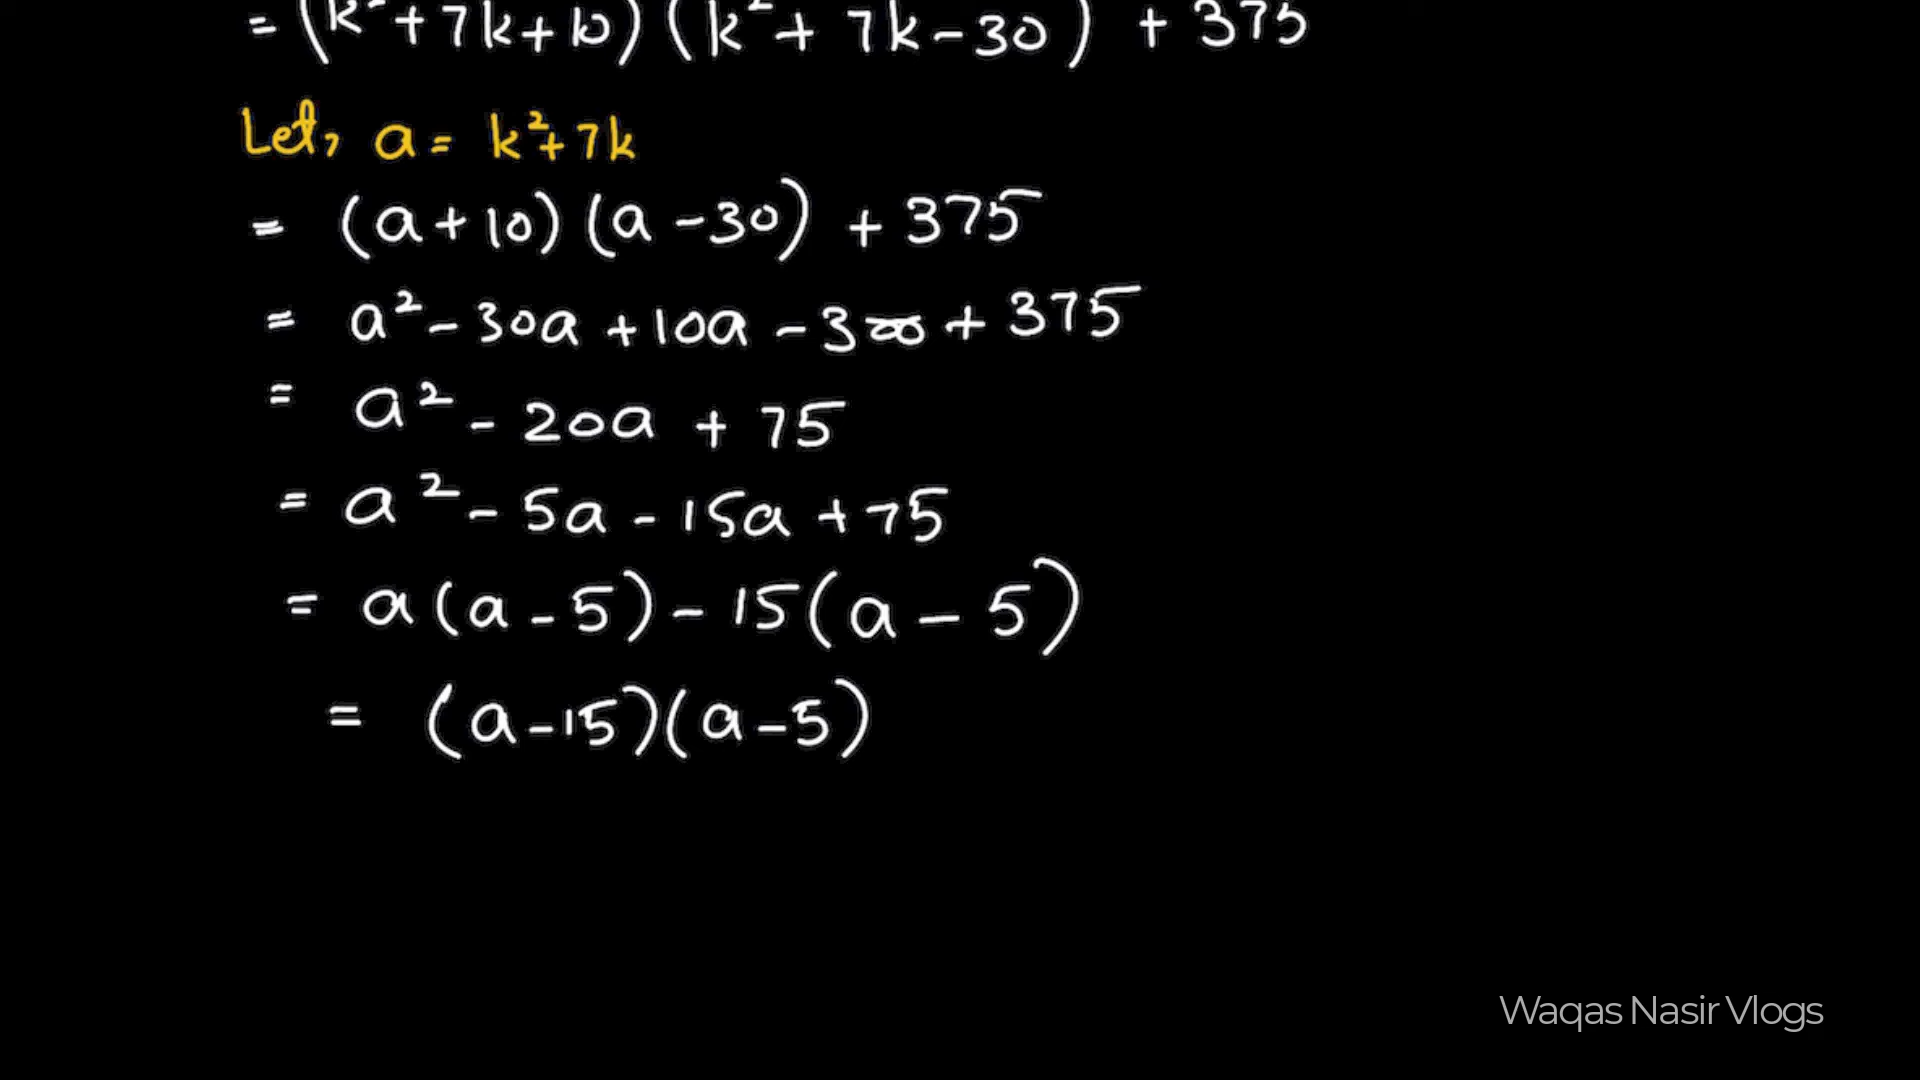 = (k²+7k+10) (k²+ 7k-30) + 375
Let, a = k²+7k
= (a+10) (a-30) + 375
= a²-30a+10a-300+375
= a²-20a+75
= a²-5a-15a+75
= a(a-5)-15(a-5)
= (a-15)(a-5)
Waqas Nasir Vlogs